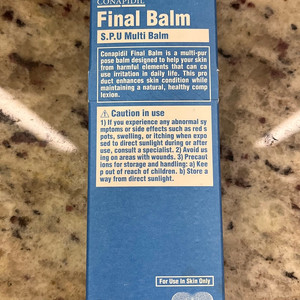 CONAPIDIL
Final Balm
S.P.U Multi Balm
Conapidil Final Balm is a multi-pur
pose balm designed to help your skin
from harmful elements that can ca
use irritation in daily life. This pro
duct enhances skin condition while
maintaining a natural, healthy comp
lexion.
⚠ Caution in use
1) If you experience any abnormal sy
mptoms or side effects such as red s
pots, swelling, or itching when expo
sed to direct sunlight during or after
use, consult a specialist. 2) Avoid us
ing on areas with wounds. 3) Precaut
ions for storage and handling: a) Kee
p out of reach of children. b) Store a
way from direct sunlight.
For Use In Skin Only